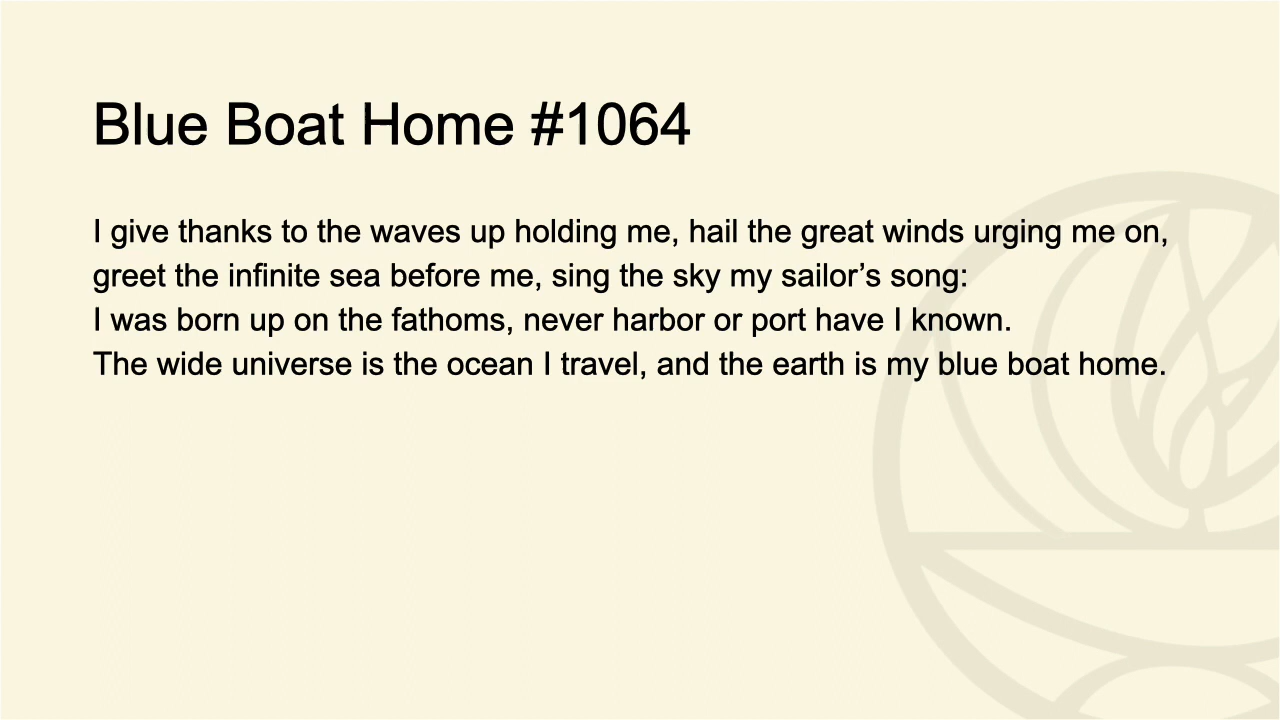 Blue Boat Home #1064
I give thanks to the waves up holding me, hail the great winds urging me on,
greet the infinite sea before me, sing the sky my sailor’s song:
I was born up on the fathoms, never harbor or port have I known.
The wide universe is the ocean I travel, and the earth is my blue boat home.